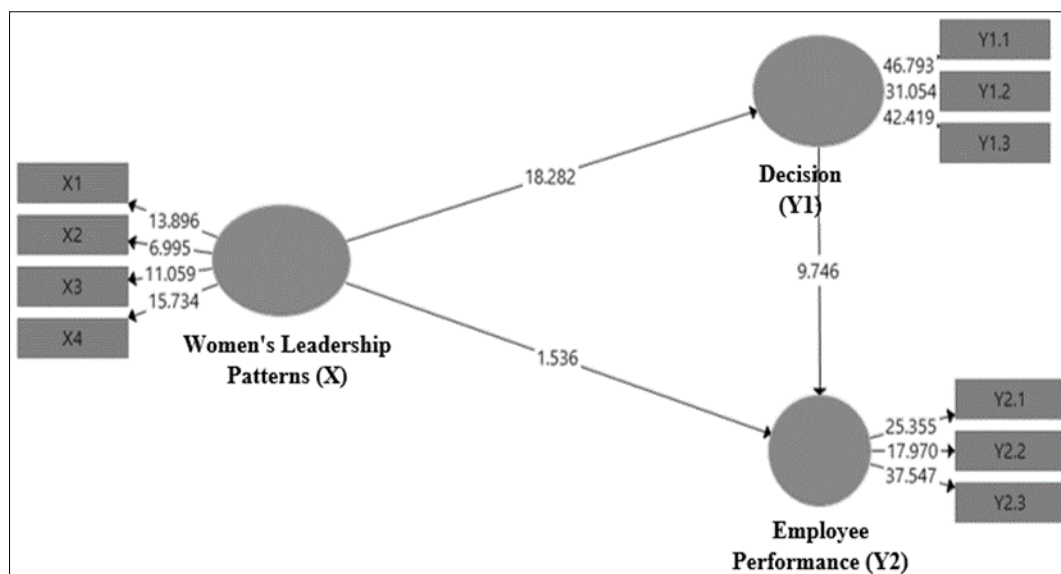 Y1.1
46.793
31.054
Y1.2
42.419
Y1.3
Decision
(Y1)
18.282
X1
13.896
X2
6.995
X3
11.059
15.734
X4
Women's Leadership
Patterns (X)
9.746
1.536
Y2.1
25.355
17.970
Y2.2
37.547
Y2.3
Employee
Performance (Y2)